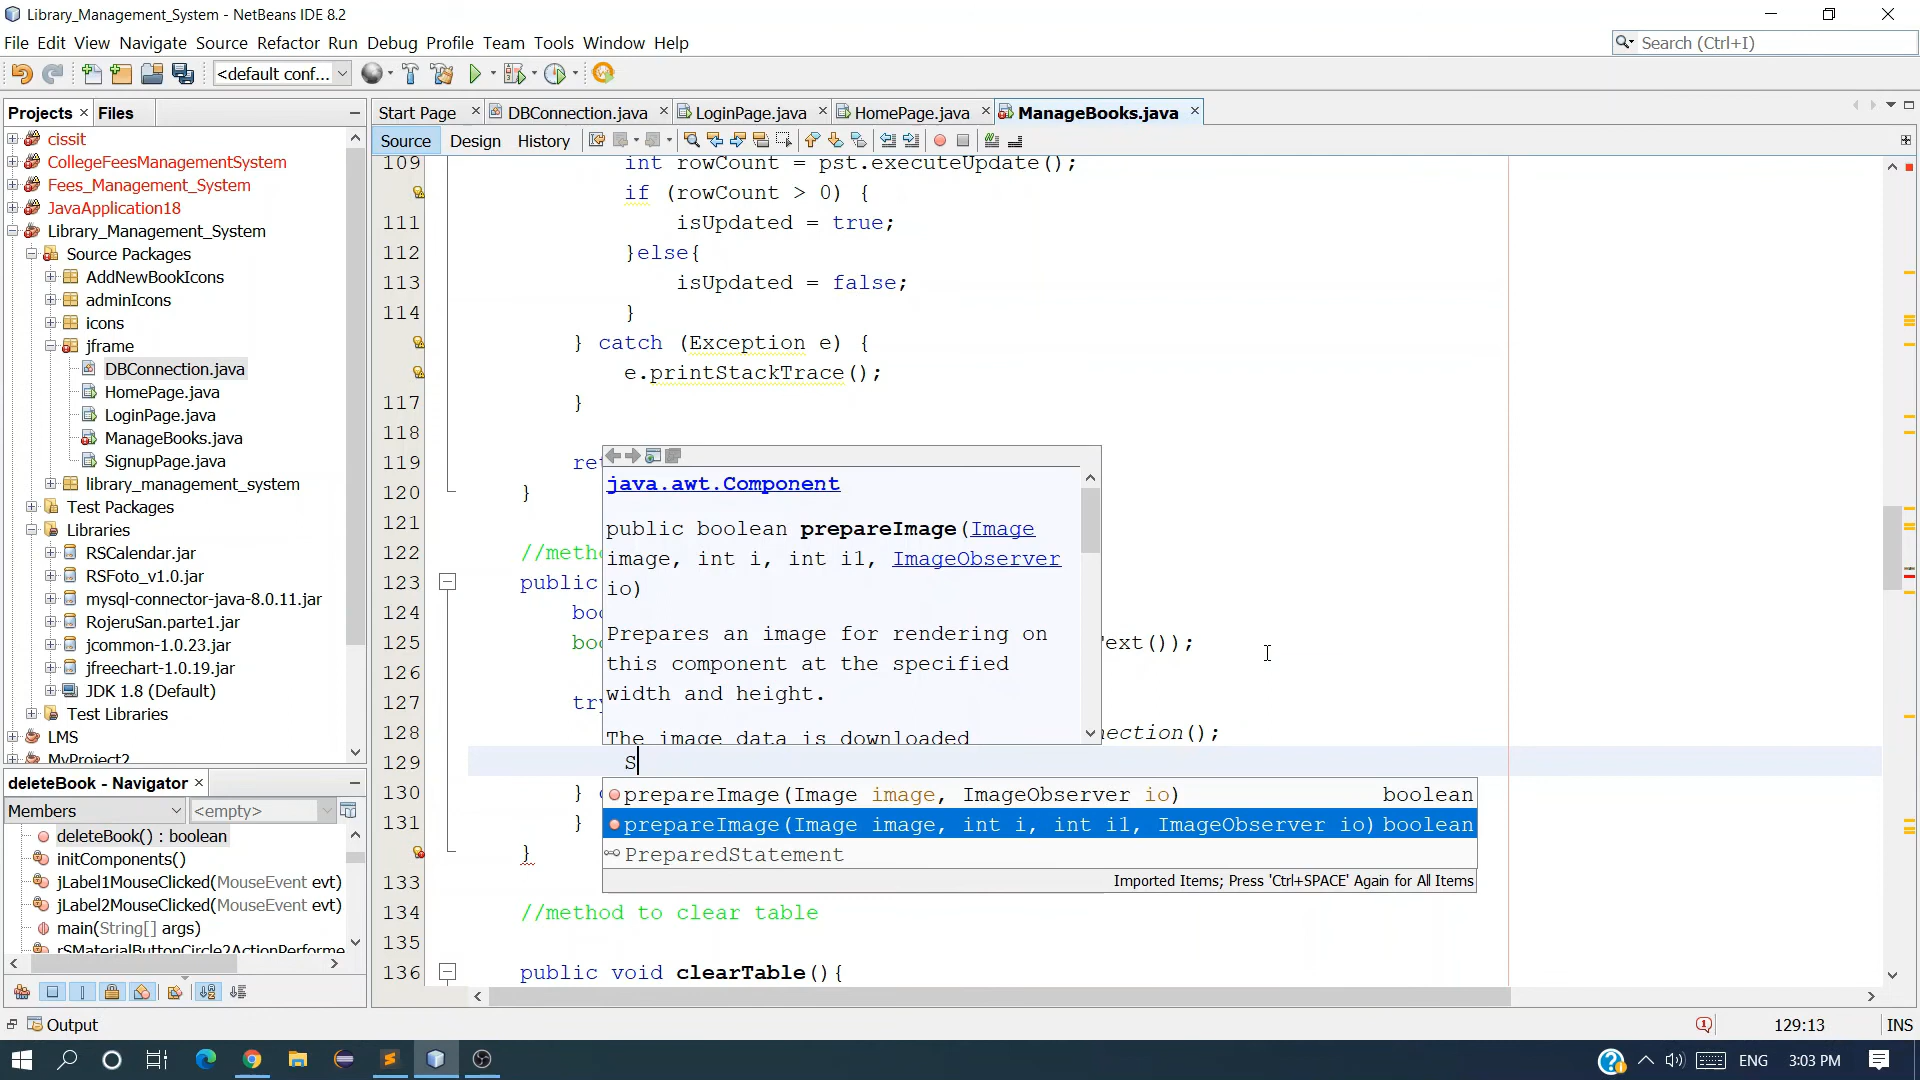 Library_Management_System - NetBeans IDE 8.2
File Edit View Navigate Source Refactor Run Debug Profile Team Tools Window Help
Search (Ctrl+I)
<default conf...
Projects Files
Start Page DBConnection.java LoginPage.java HomePage.java ManageBooks.java
Source Design History
cissit
CollegeFeesManagementSystem
Fees_Management_System
JavaApplication18
Library_Management_System
Source Packages
AddNewBookIcons
adminIcons
icons
jframe
DBConnection.java
HomePage.java
LoginPage.java
ManageBooks.java
SignupPage.java
library_management_system
Test Packages
Libraries
RSCalendar.jar
RSFoto_v1.0.jar
mysql-connector-java-8.0.11.jar
RojeruSan.parte1.jar
jcommon-1.0.23.jar
jfreechart-1.0.19.jar
JDK 1.8 (Default)
Test Libraries
LMS
MyProject2
deleteBook - Navigator
Members <empty>
deleteBook() : boolean
initComponents()
jLabel1MouseClicked(MouseEvent evt)
jLabel2MouseClicked(MouseEvent evt)
main(String[] args)
rSMaterialButtonCircle2ActionPerforme
109 int rowCount = pst.executeUpdate();
if (rowCount > 0) {
111 isUpdated = true;
112 }else{
113 isUpdated = false;
114 }
} catch (Exception e) {
e.printStackTrace();
117 }
118
119 ret
120 }
121
122 //meth
123 public
124 boo
125 boo ext());
126
127 try
128 nection();
129 S
130 }
131 }
}
133
134 //method to clear table
135
136 public void clearTable(){
java.awt.Component
public boolean prepareImage(Image
image, int i, int i1, ImageObserver
io)
Prepares an image for rendering on
this component at the specified
width and height.
The image data is downloaded
prepareImage(Image image, ImageObserver io) boolean
prepareImage(Image image, int i, int i1, ImageObserver io) boolean
PreparedStatement
Imported Items; Press 'Ctrl+SPACE' Again for All Items
Output
129:13 INS
ENG 3:03 PM